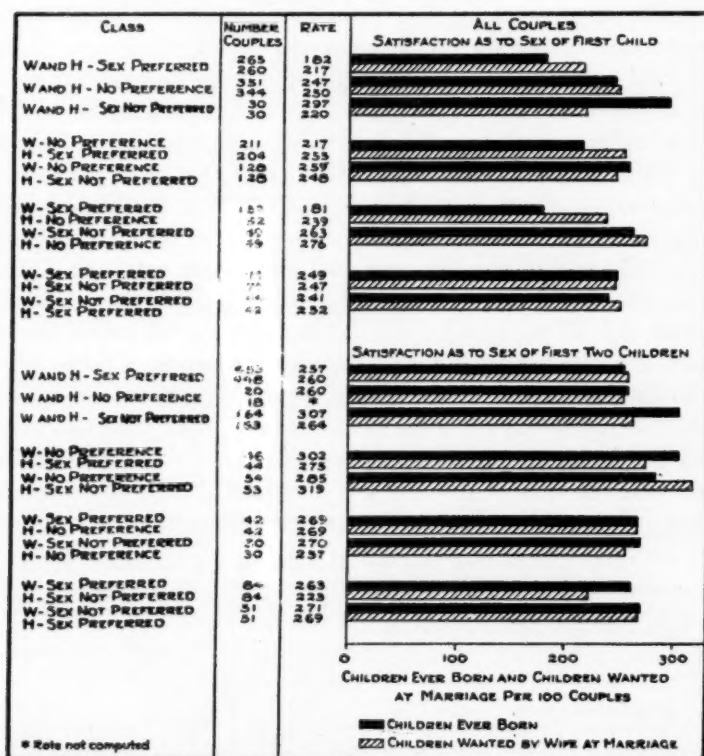 CLASS NUMBER COUPLES RATE ALL COUPLES
SATISFACTION AS TO SEX OF FIRST CHILD
W AND H - SEX PREFERRED 265 182
260 217
W AND H - NO PREFERENCE 351 247
344 250
W AND H - SEX NOT PREFERRED 30 297
30 220
W - NO PREFERENCE 211 217
H - SEX PREFERRED 204 255
W - NO PREFERENCE 128 259
H - SEX NOT PREFERRED 128 248
W - SEX PREFERRED 181
H - NO PREFERENCE 239
W - SEX NOT PREFERRED 263
H - NO PREFERENCE 49 276
W - SEX PREFERRED 249
H - SEX NOT PREFERRED 247
W - SEX NOT PREFERRED 241
H - SEX PREFERRED 42 252
SATISFACTION AS TO SEX OF FIRST TWO CHILDREN
W AND H - SEX PREFERRED 257
448 260
W AND H - NO PREFERENCE 20 260
18 *
W AND H - SEX NOT PREFERRED 164 307
153 264
W - NO PREFERENCE 302
H - SEX PREFERRED 44 275
W - NO PREFERENCE 54 285
H - SEX NOT PREFERRED 53 319
W - SEX PREFERRED 42 269
H - NO PREFERENCE 42 269
W - SEX NOT PREFERRED 30 270
H - NO PREFERENCE 30 257
W - SEX PREFERRED 84 263
H - SEX NOT PREFERRED 84 223
W - SEX NOT PREFERRED 51 271
H - SEX PREFERRED 51 269
0 100 200 300
CHILDREN EVER BORN AND CHILDREN WANTED
AT MARRIAGE PER 100 COUPLES
CHILDREN EVER BORN
* Rate not computed
CHILDREN WANTED BY WIFE AT MARRIAGE